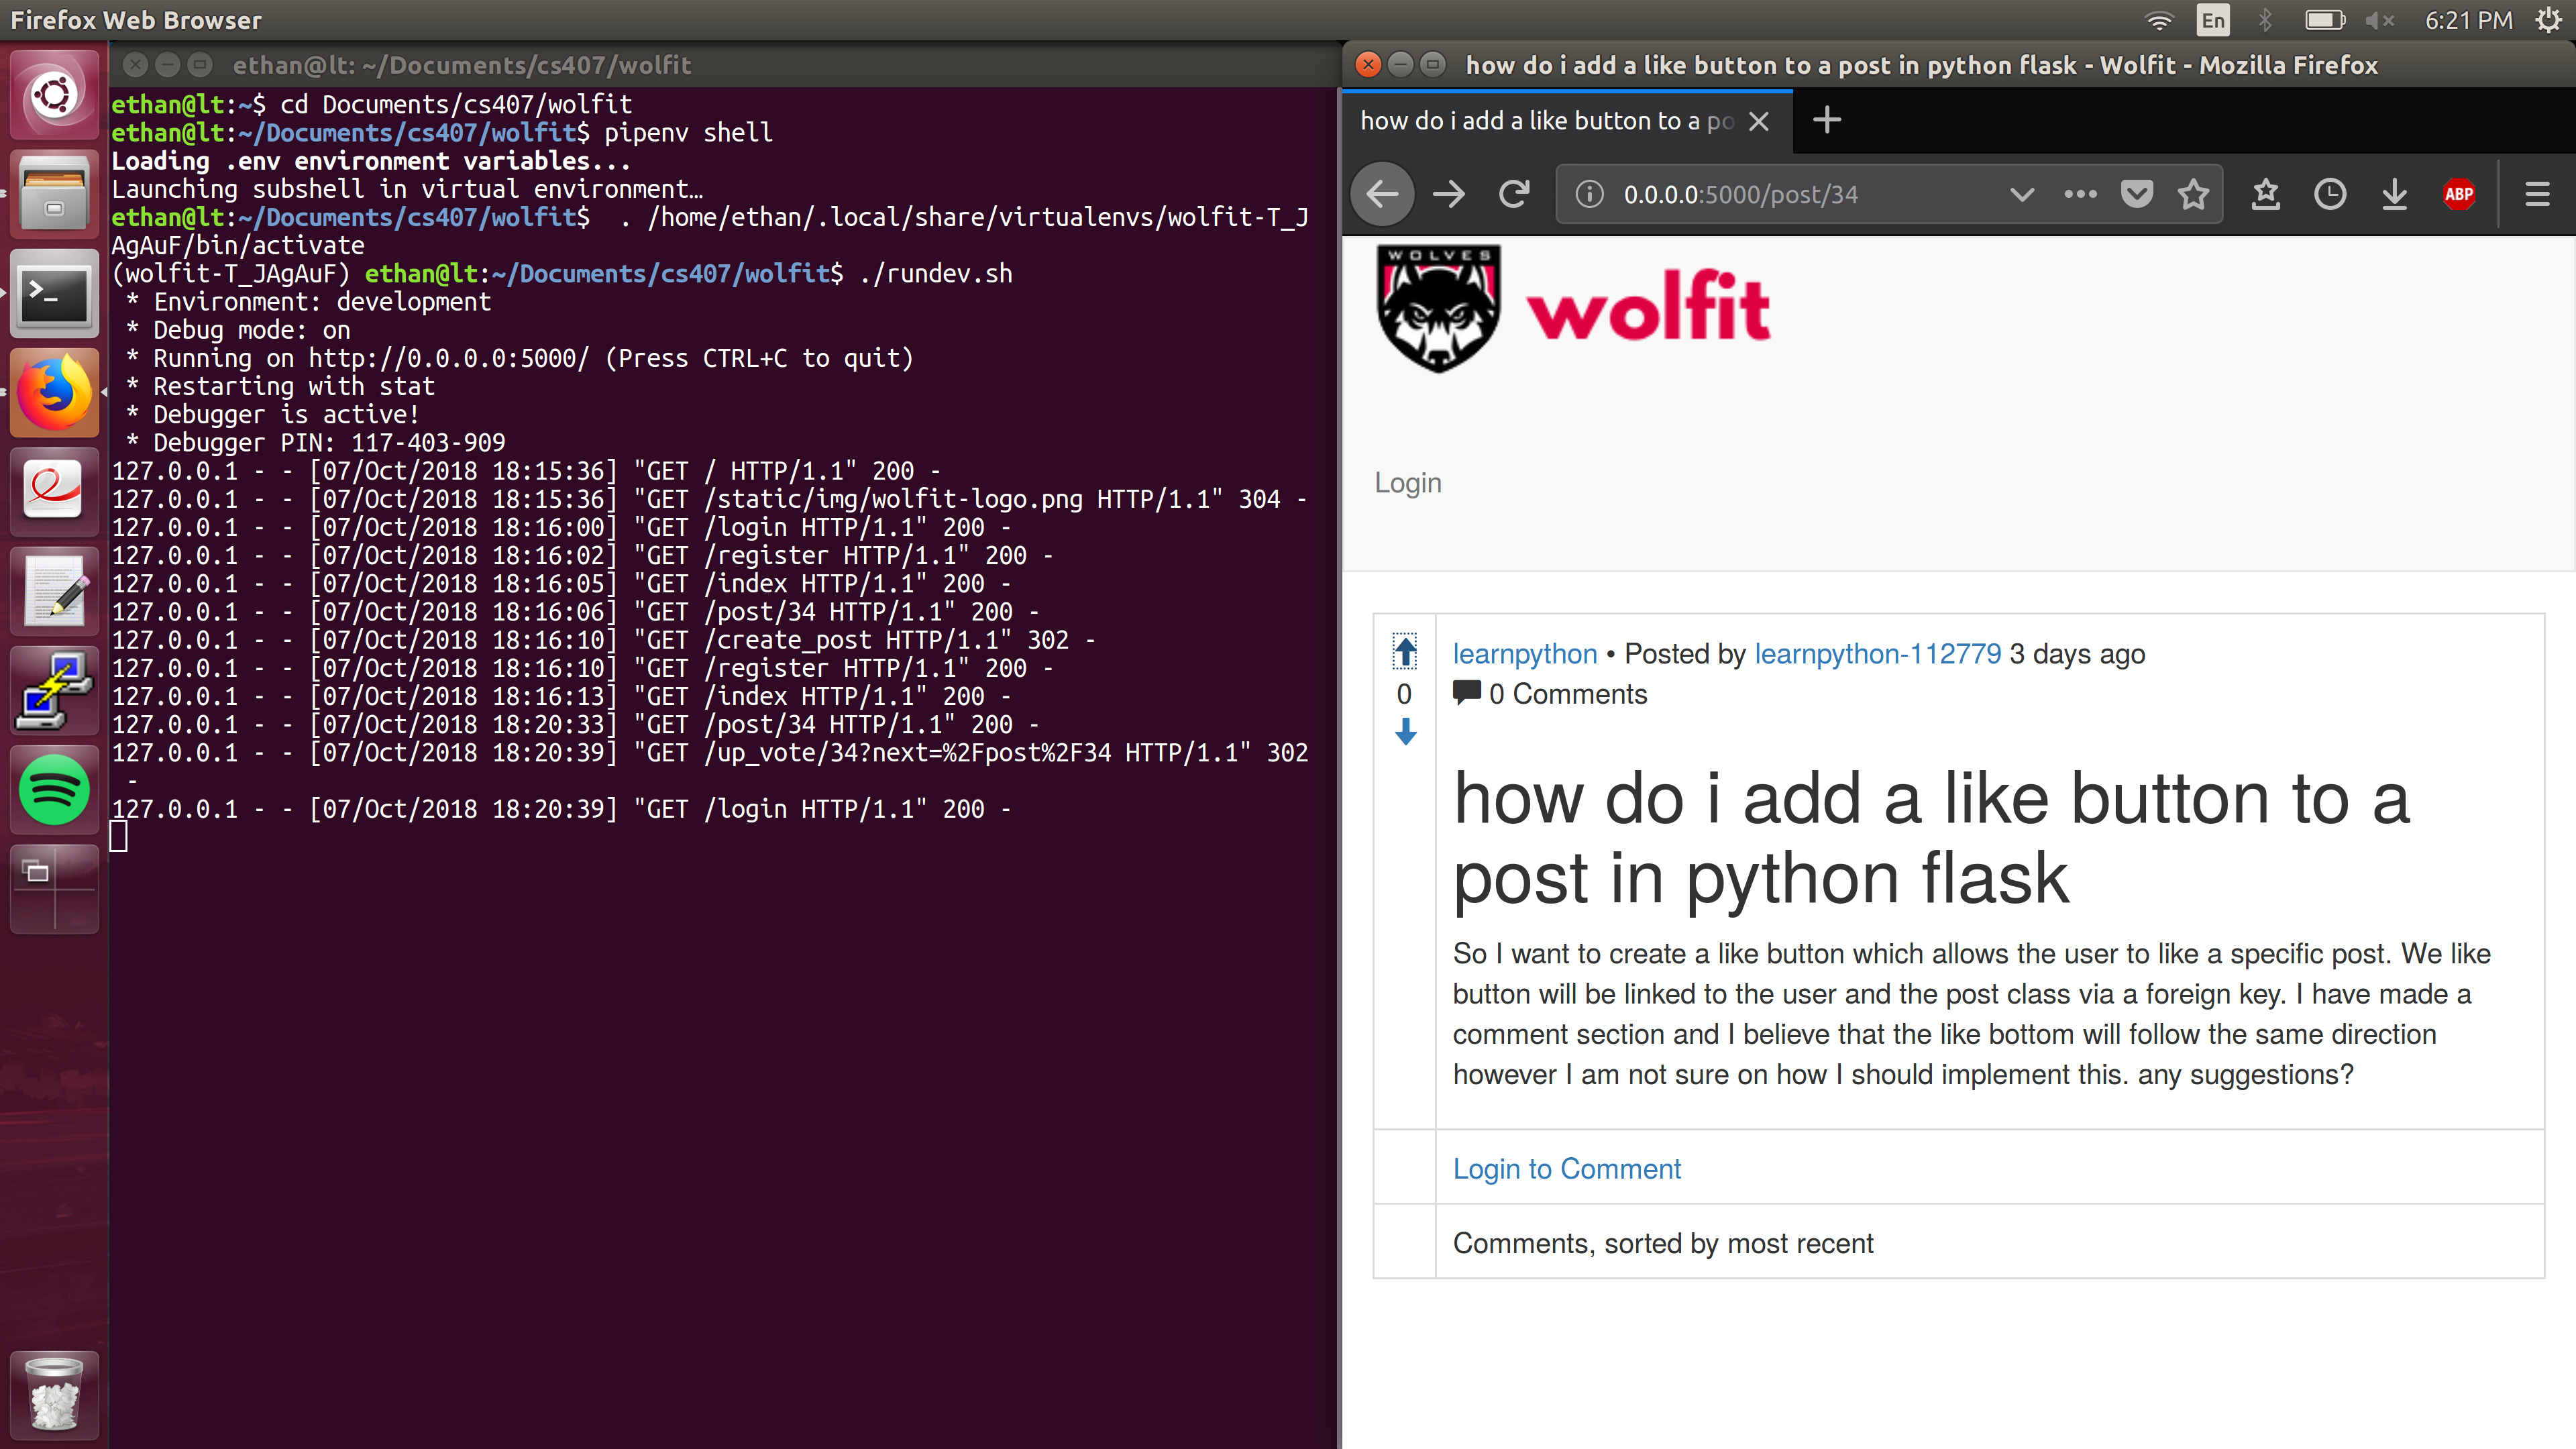 Firefox Web Browser
En
6:21 PM
ethan@lt: ~/Documents/cs407/wolfit
ethan@lt:~$ cd Documents/cs407/wolfit
ethan@lt:~/Documents/cs407/wolfit$ pipenv shell
Loading .env environment variables...
Launching subshell in virtual environment…
ethan@lt:~/Documents/cs407/wolfit$  . /home/ethan/.local/share/virtualenvs/wolfit-T_J
AgAuF/bin/activate
(wolfit-T_JAgAuF) ethan@lt:~/Documents/cs407/wolfit$ ./rundev.sh
 * Environment: development
 * Debug mode: on
 * Running on http://0.0.0.0:5000/ (Press CTRL+C to quit)
 * Restarting with stat
 * Debugger is active!
 * Debugger PIN: 117-403-909
127.0.0.1 - - [07/Oct/2018 18:15:36] "GET / HTTP/1.1" 200 -
127.0.0.1 - - [07/Oct/2018 18:15:36] "GET /static/img/wolfit-logo.png HTTP/1.1" 304 -
127.0.0.1 - - [07/Oct/2018 18:16:00] "GET /login HTTP/1.1" 200 -
127.0.0.1 - - [07/Oct/2018 18:16:02] "GET /register HTTP/1.1" 200 -
127.0.0.1 - - [07/Oct/2018 18:16:05] "GET /index HTTP/1.1" 200 -
127.0.0.1 - - [07/Oct/2018 18:16:06] "GET /post/34 HTTP/1.1" 200 -
127.0.0.1 - - [07/Oct/2018 18:16:10] "GET /create_post HTTP/1.1" 302 -
127.0.0.1 - - [07/Oct/2018 18:16:10] "GET /register HTTP/1.1" 200 -
127.0.0.1 - - [07/Oct/2018 18:16:13] "GET /index HTTP/1.1" 200 -
127.0.0.1 - - [07/Oct/2018 18:20:33] "GET /post/34 HTTP/1.1" 200 -
127.0.0.1 - - [07/Oct/2018 18:20:39] "GET /up_vote/34?next=%2Fpost%2F34 HTTP/1.1" 302
 -
127.0.0.1 - - [07/Oct/2018 18:20:39] "GET /login HTTP/1.1" 200 -
how do i add a like button to a post in python flask - Wolfit - Mozilla Firefox
how do i add a like button to a po
0.0.0.0:5000/post/34
ABP
WOLVES
wolfit
Login
learnpython • Posted by learnpython-112779 3 days ago
0
0 Comments
how do i add a like button to a
post in python flask
So I want to create a like button which allows the user to like a specific post. We like
button will be linked to the user and the post class via a foreign key. I have made a
comment section and I believe that the like bottom will follow the same direction
however I am not sure on how I should implement this. any suggestions?
Login to Comment
Comments, sorted by most recent